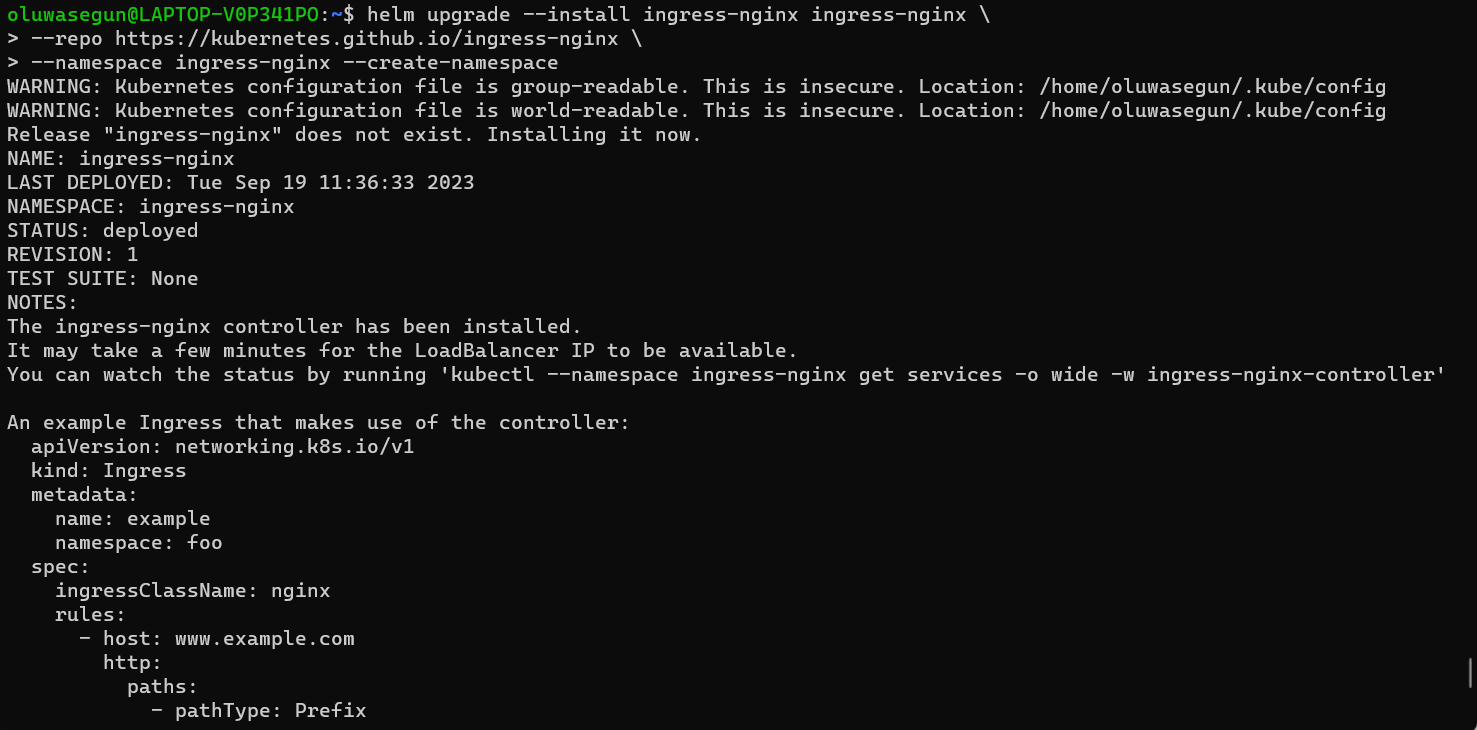 oluwasegun@LAPTOP-V0P341PO:~$ helm upgrade --install ingress-nginx ingress-nginx \
> --repo https://kubernetes.github.io/ingress-nginx \
> --namespace ingress-nginx --create-namespace
WARNING: Kubernetes configuration file is group-readable. This is insecure. Location: /home/oluwasegun/.kube/config
WARNING: Kubernetes configuration file is world-readable. This is insecure. Location: /home/oluwasegun/.kube/config
Release "ingress-nginx" does not exist. Installing it now.
NAME: ingress-nginx
LAST DEPLOYED: Tue Sep 19 11:36:33 2023
NAMESPACE: ingress-nginx
STATUS: deployed
REVISION: 1
TEST SUITE: None
NOTES:
The ingress-nginx controller has been installed.
It may take a few minutes for the LoadBalancer IP to be available.
You can watch the status by running 'kubectl --namespace ingress-nginx get services -o wide -w ingress-nginx-controller'

An example Ingress that makes use of the controller:
  apiVersion: networking.k8s.io/v1
  kind: Ingress
  metadata:
    name: example
    namespace: foo
  spec:
    ingressClassName: nginx
    rules:
      - host: www.example.com
        http:
          paths:
            - pathType: Prefix